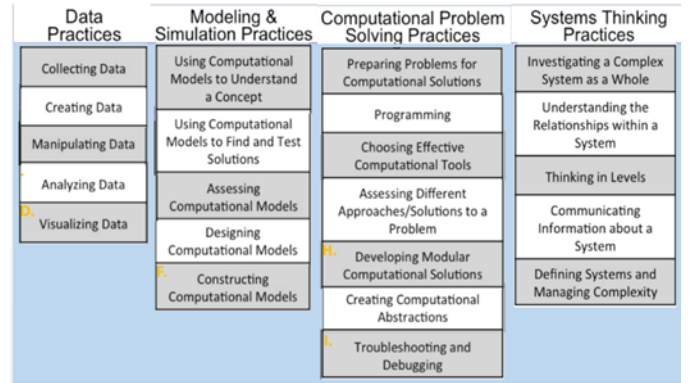 Data
Practices
Collecting Data
Creating Data
Manipulating Data
Analyzing Data
D.
Visualizing Data
Modeling &
Simulation Practices
Using Computational
Models to Understand
a Concept
Using Computational
Models to Find and Test
Solutions
Assessing
Computational Models
Designing
Computational Models
F.
Constructing
Computational Models
Computational Problem
Solving Practices
Preparing Problems for
Computational Solutions
Programming
Choosing Effective
Computational Tools
Assessing Different
Approaches/Solutions to a
Problem
H.
Developing Modular
Computational Solutions
Creating Computational
Abstractions
I.
Troubleshooting and
Debugging
Systems Thinking
Practices
Investigating a Complex
System as a Whole
Understanding the
Relationships within a
System
Thinking in Levels
Communicating
Information about a
System
Defining Systems and
Managing Complexity